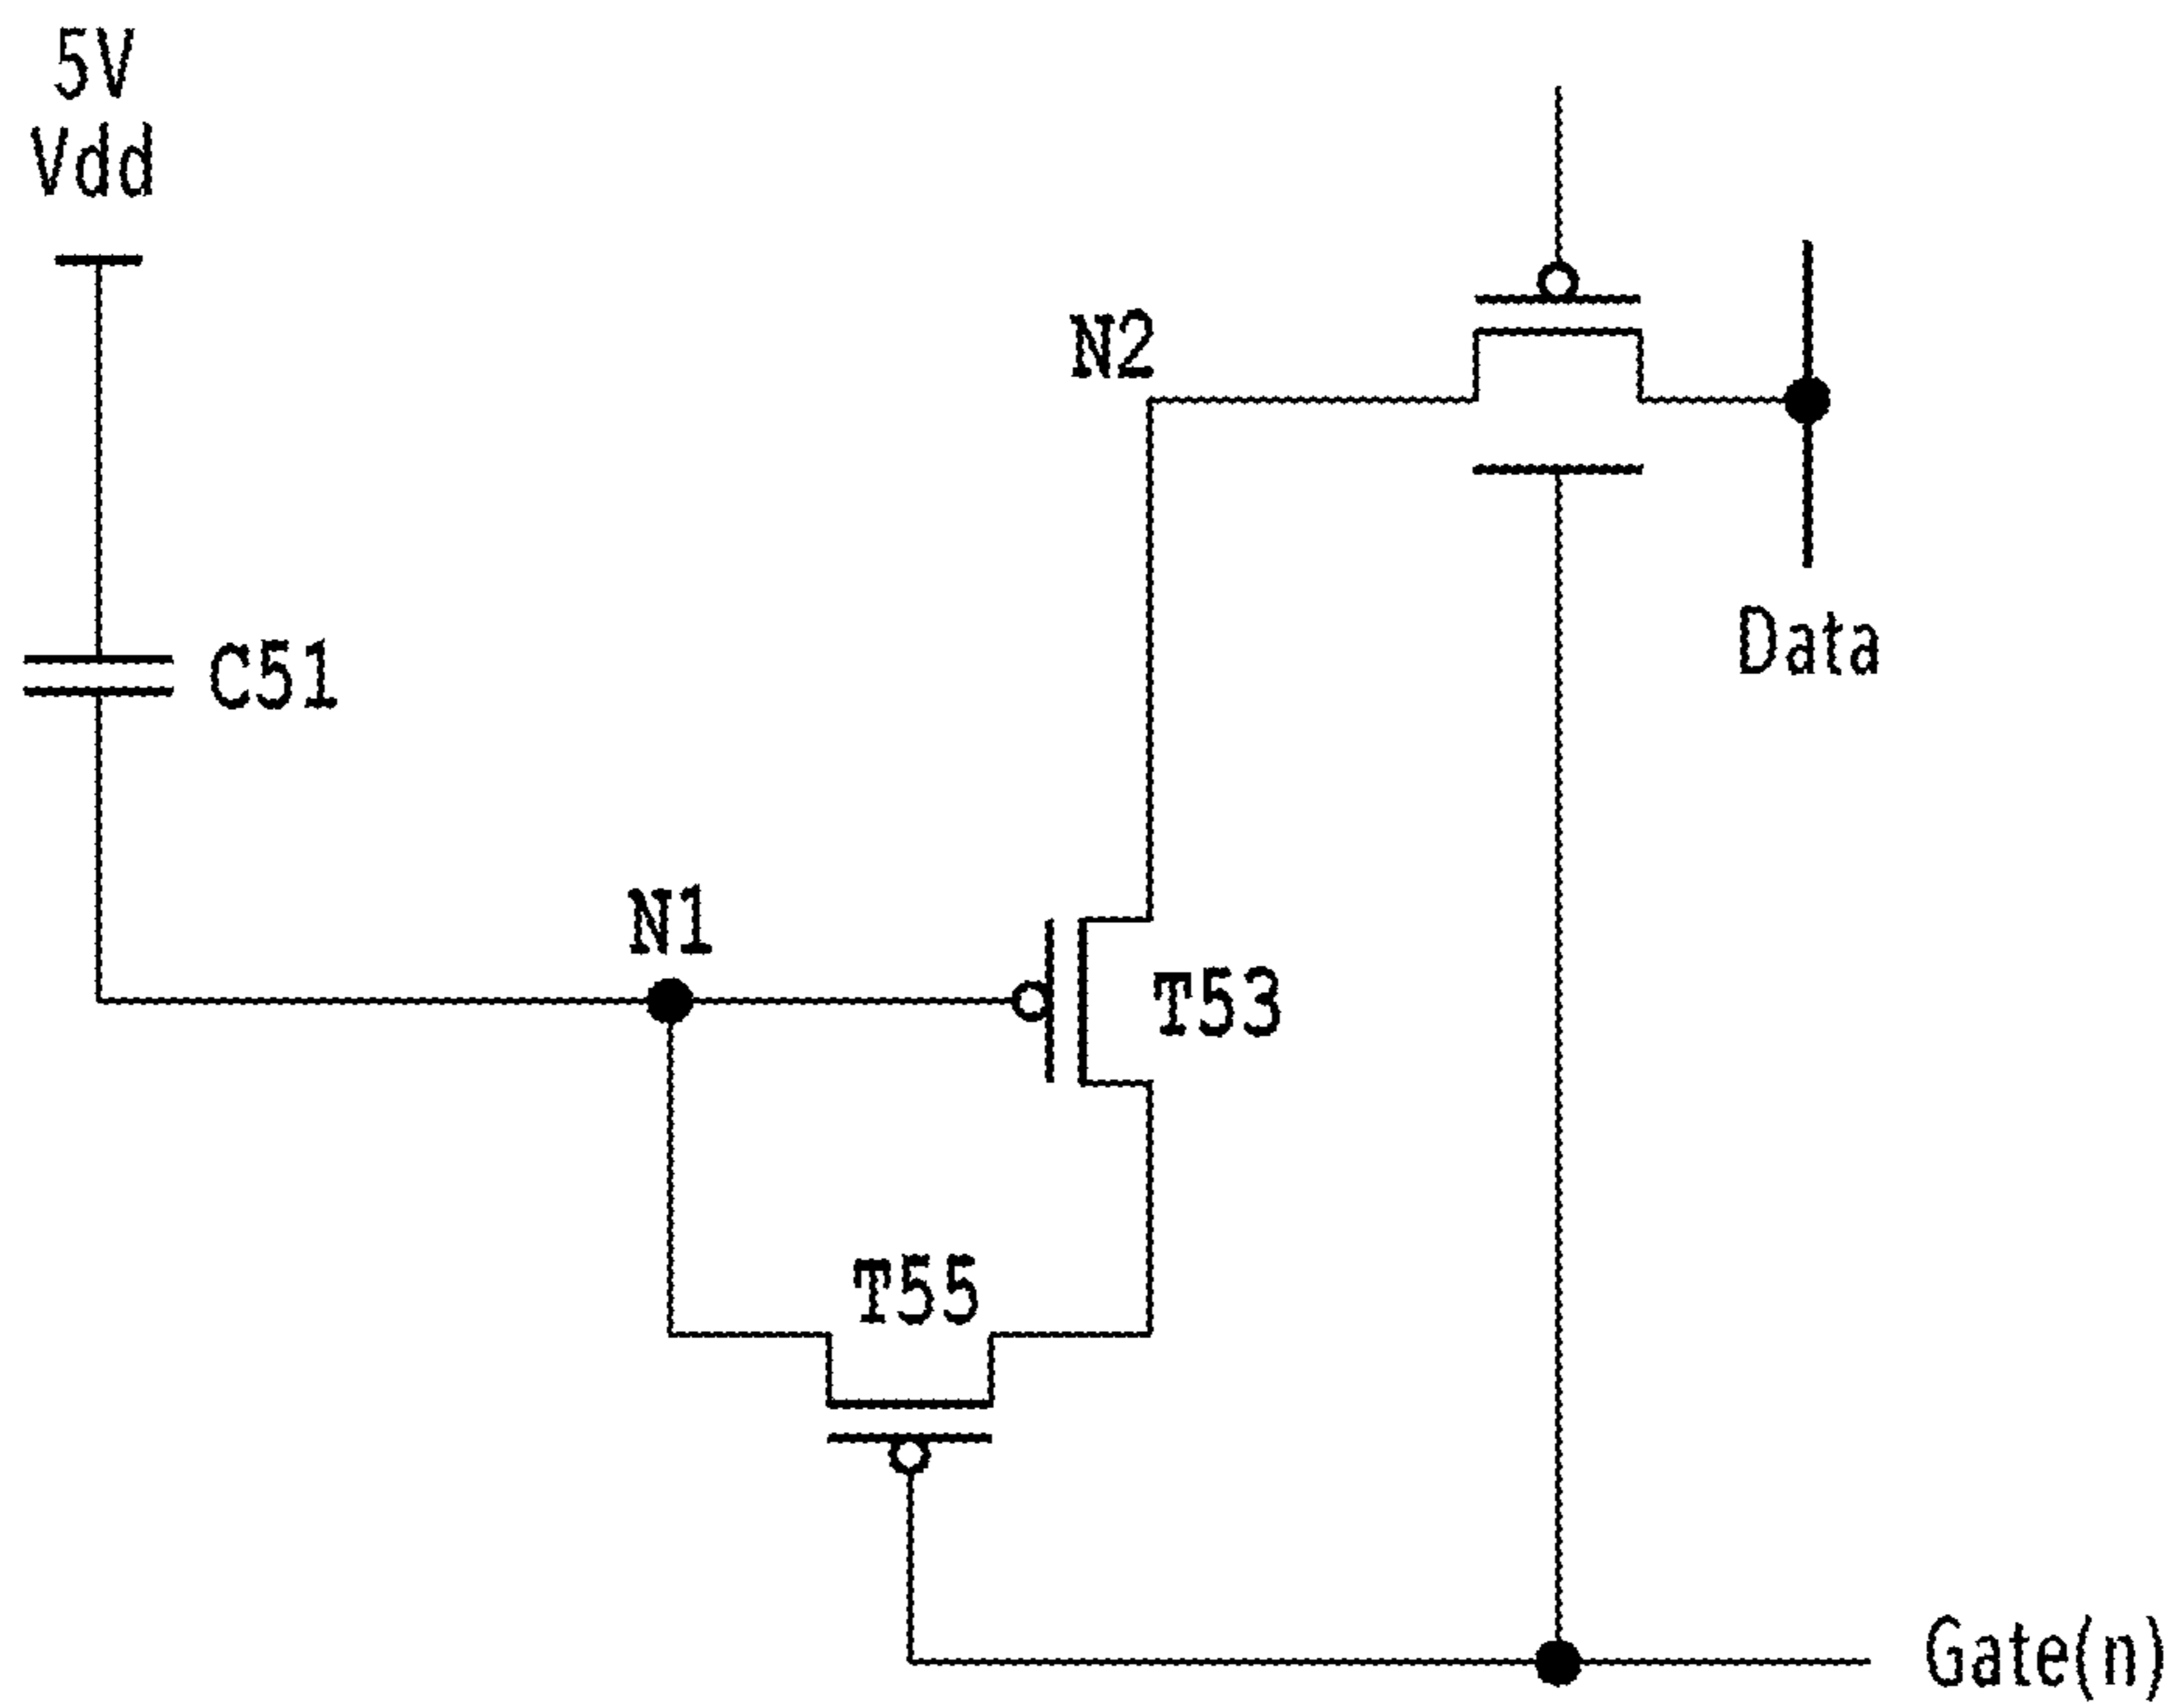 5V
Vdd
N2
Data
C51
N1
T53
T55
Gate(n)